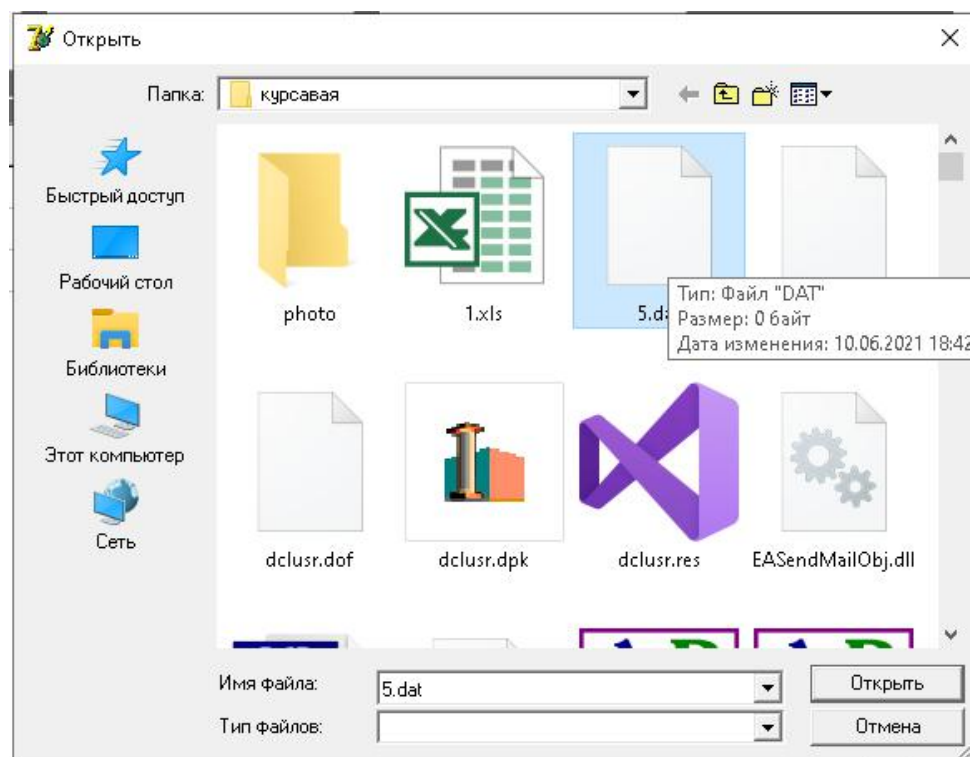 Открыть
Папка:
курсавая
Быстрый доступ
Рабочий стол
Библиотеки
Этот компьютер
Сеть
photo
1.xls
5.da
Тип: Файл "DAT"
Размер: 0 байт
Дата изменения: 10.06.2021 18:42
dclusr.dof
dclusr.dpk
dclusr.res
EASendMailObj.dll
Имя файла:
5.dat
Открыть
Тип файлов:
Отмена